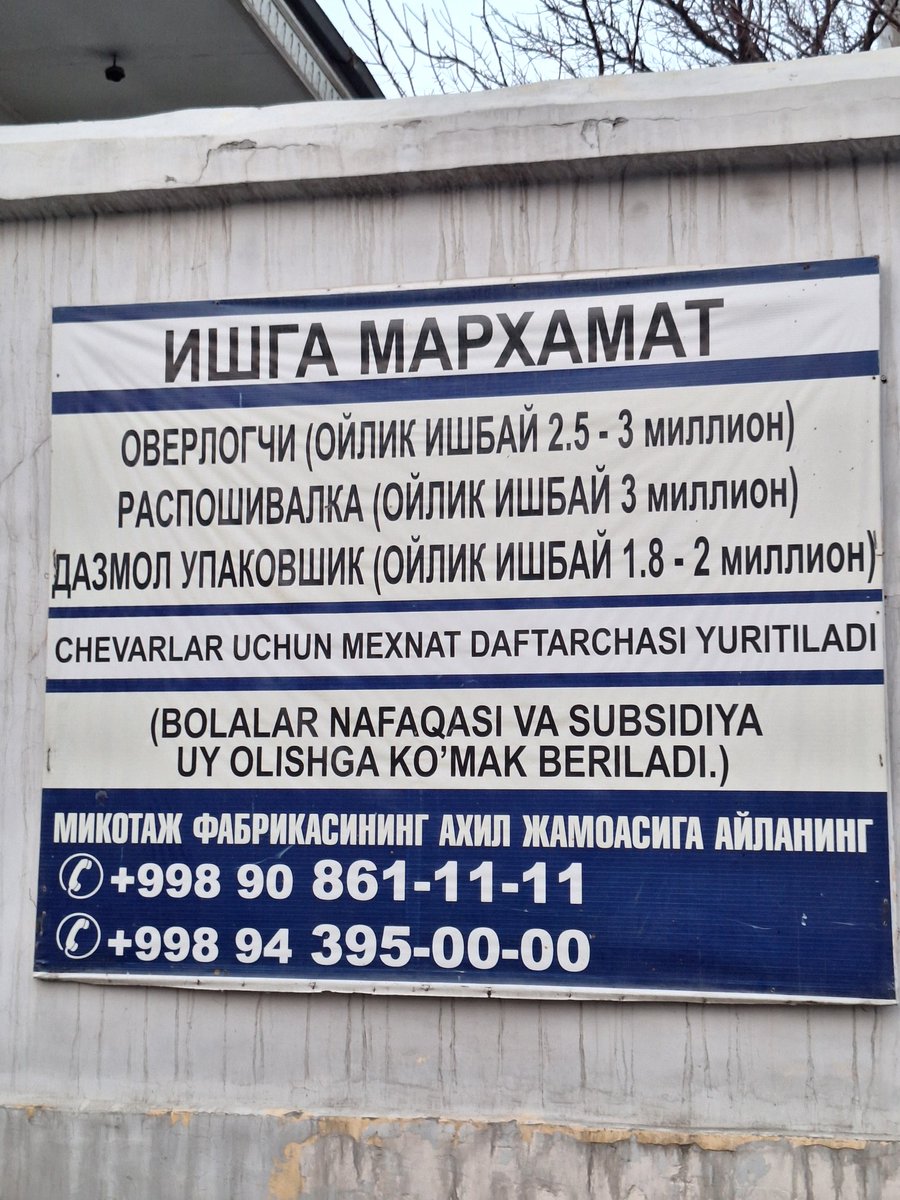 ИШГА МАРХАМАТ
ОВЕРЛОГЧИ (ОЙЛИК ИШБАЙ 2.5 - 3 миллион)
РАСПОШИВАЛКА (ОЙЛИК ИШБАЙ 3 миллион)
ДАЗМОЛ УПАКОВШИК (ОЙЛИК ИШБАЙ 1.8 - 2 миллион)
CHEVARLAR UCHUN MEXNAT DAFTARCHASI YURITILADI
(BOLALAR NAFAQASI VA SUBSIDIYA
UY OLISHGA KO’MAK BERILADI.)
МИКОТАЖ ФАБРИКАСИНИНГ АХИЛ ЖАМОАСИГА АЙЛАНИНГ
+998 90 861-11-11
+998 94 395-00-00